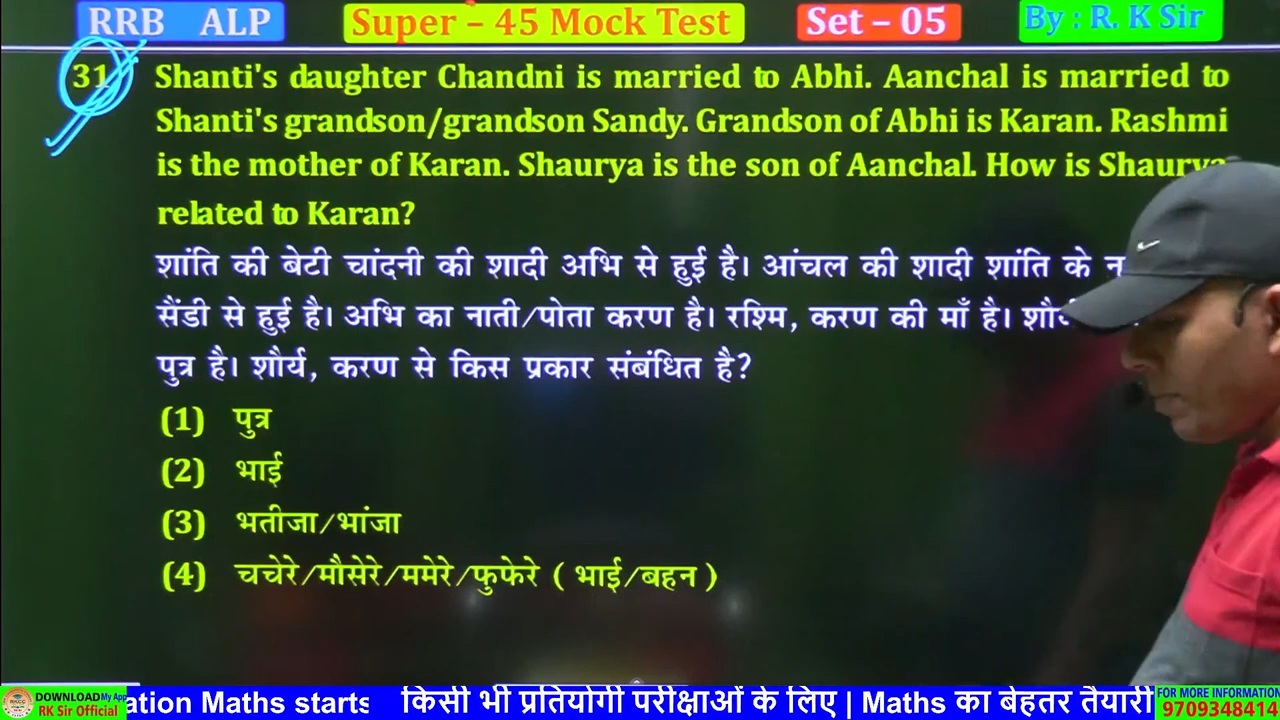 RRB ALP Super – 45 Mock Test Set – 05 By : R. K Sir
31 Shanti's daughter Chandni is married to Abhi. Aanchal is married to
Shanti's grandson/grandson Sandy. Grandson of Abhi is Karan. Rashmi
is the mother of Karan. Shaurya is the son of Aanchal. How is Shaurya
related to Karan?
शांति की बेटी चांदनी की शादी अभि से हुई है। आंचल की शादी शांति के
सैंडी से हुई है। अभि का नाती/पोता करण है। रश्मि, करण की माँ है।
पुत्र है। शौर्य, करण से किस प्रकार संबंधित है?
(1) पुत्र
(2) भाई
(3) भतीजा/भांजा
(4) चचेरे/मौसेरे/ममेरे/फुफेरे ( भाई/बहन )
DOWNLOAD My App
RK Sir Official
ation Maths starts किसी भी प्रतियोगी परीक्षाओं के लिए | Maths का बेहतर तैयारी
FOR MORE INFORMATION
9709348414